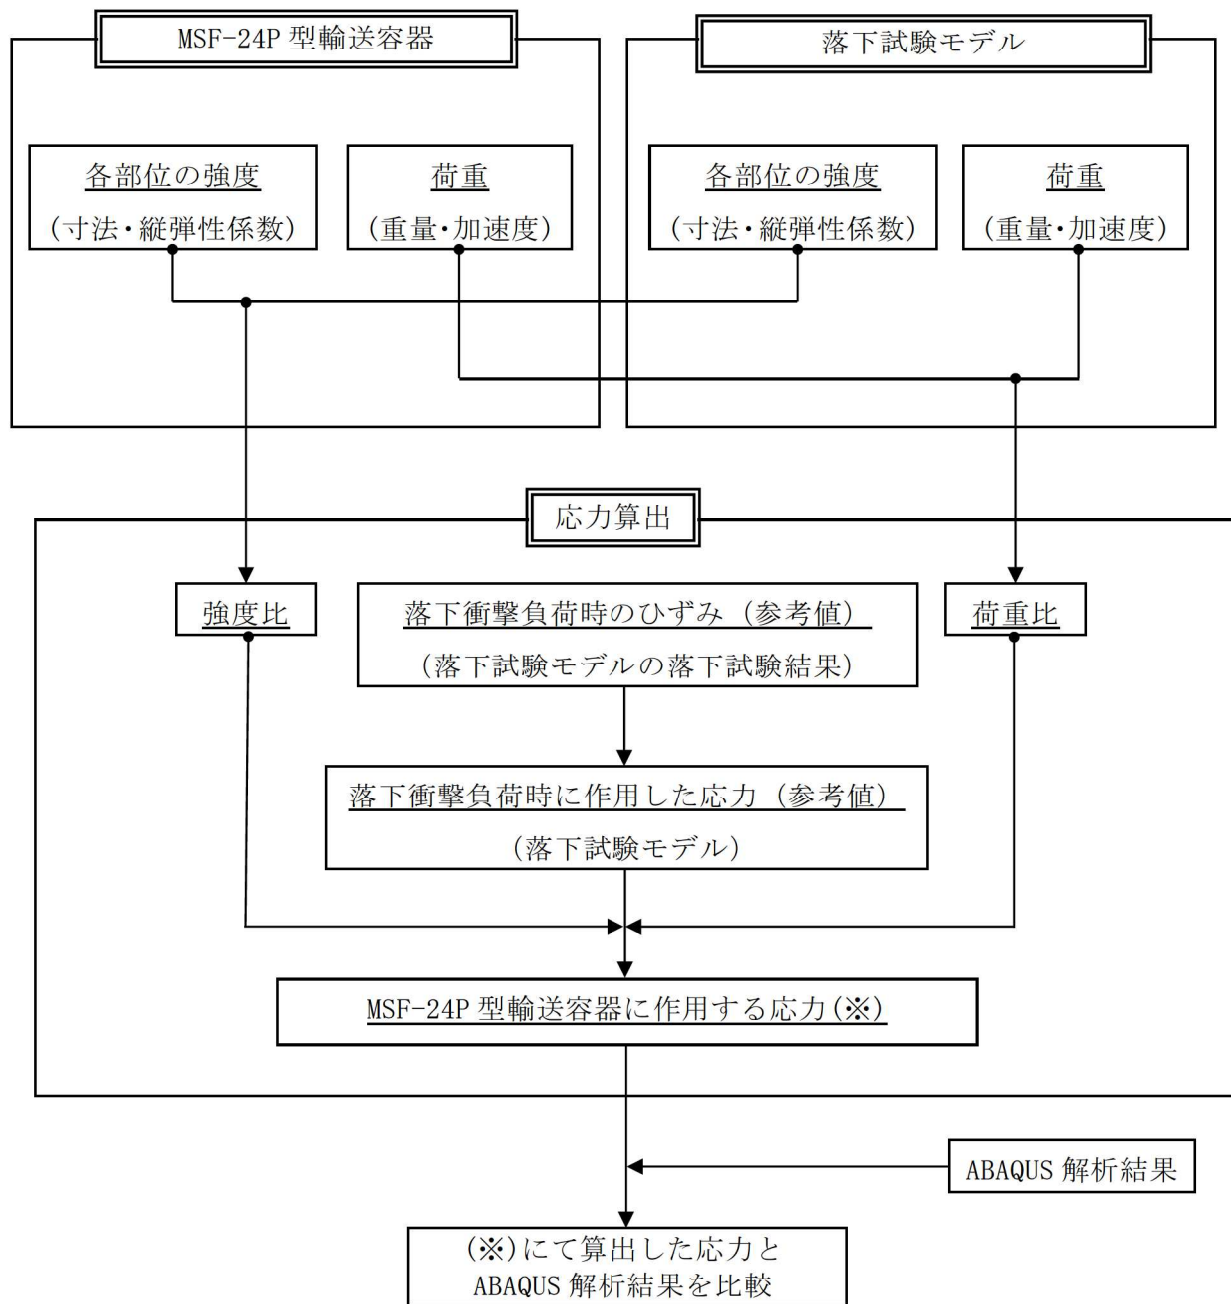 MSF-24P 型輸送容器
落下試験モデル
各部位の強度
(寸法・縦弾性係数)
荷重
(重量・加速度)
各部位の強度
(寸法・縦弾性係数)
荷重
(重量・加速度)
応力算出
強度比
落下衝撃負荷時のひずみ (参考値)
(落下試験モデルの落下試験結果)
荷重比
落下衝撃負荷時に作用した応力 (参考値)
(落下試験モデル)
MSF-24P 型輸送容器に作用する応力(※)
ABAQUS 解析結果
(※)にて算出した応力と
ABAQUS 解析結果を比較